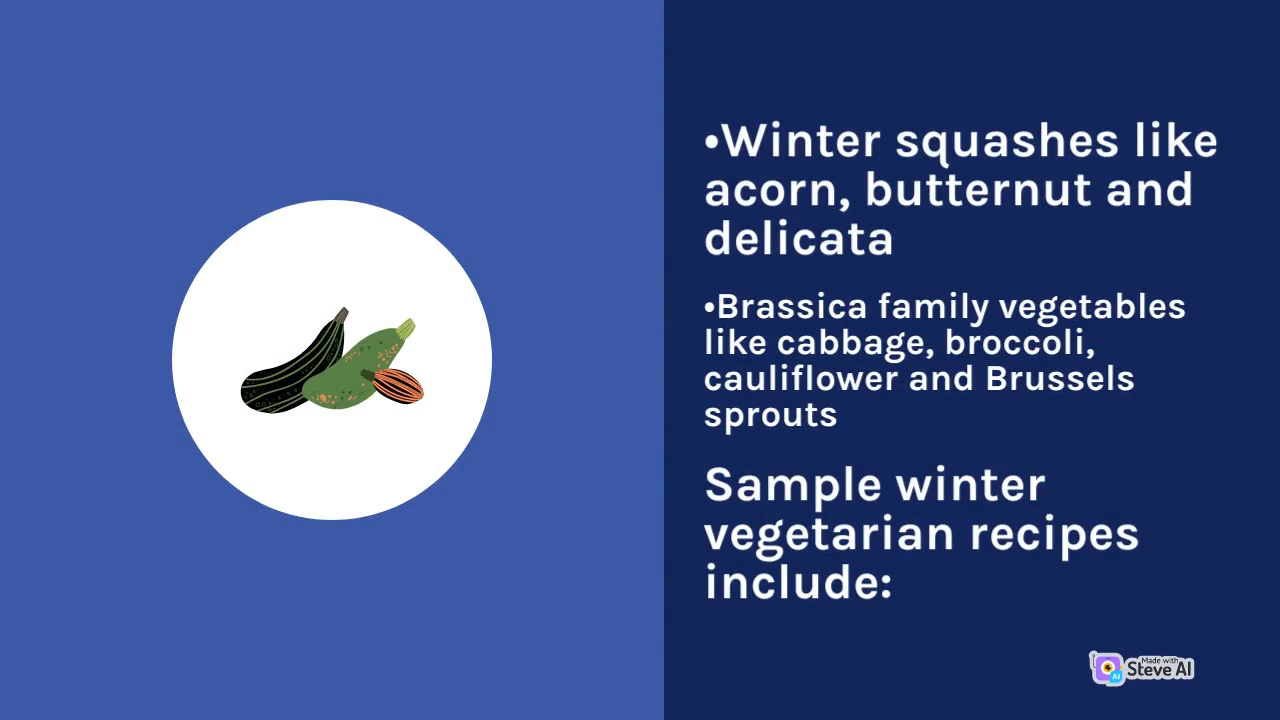 •Winter squashes like
acorn, butternut and
delicata
•Brassica family vegetables
like cabbage, broccoli,
cauliflower and Brussels
sprouts
Sample winter
vegetarian recipes
include:
Made with
Steve AI
AI